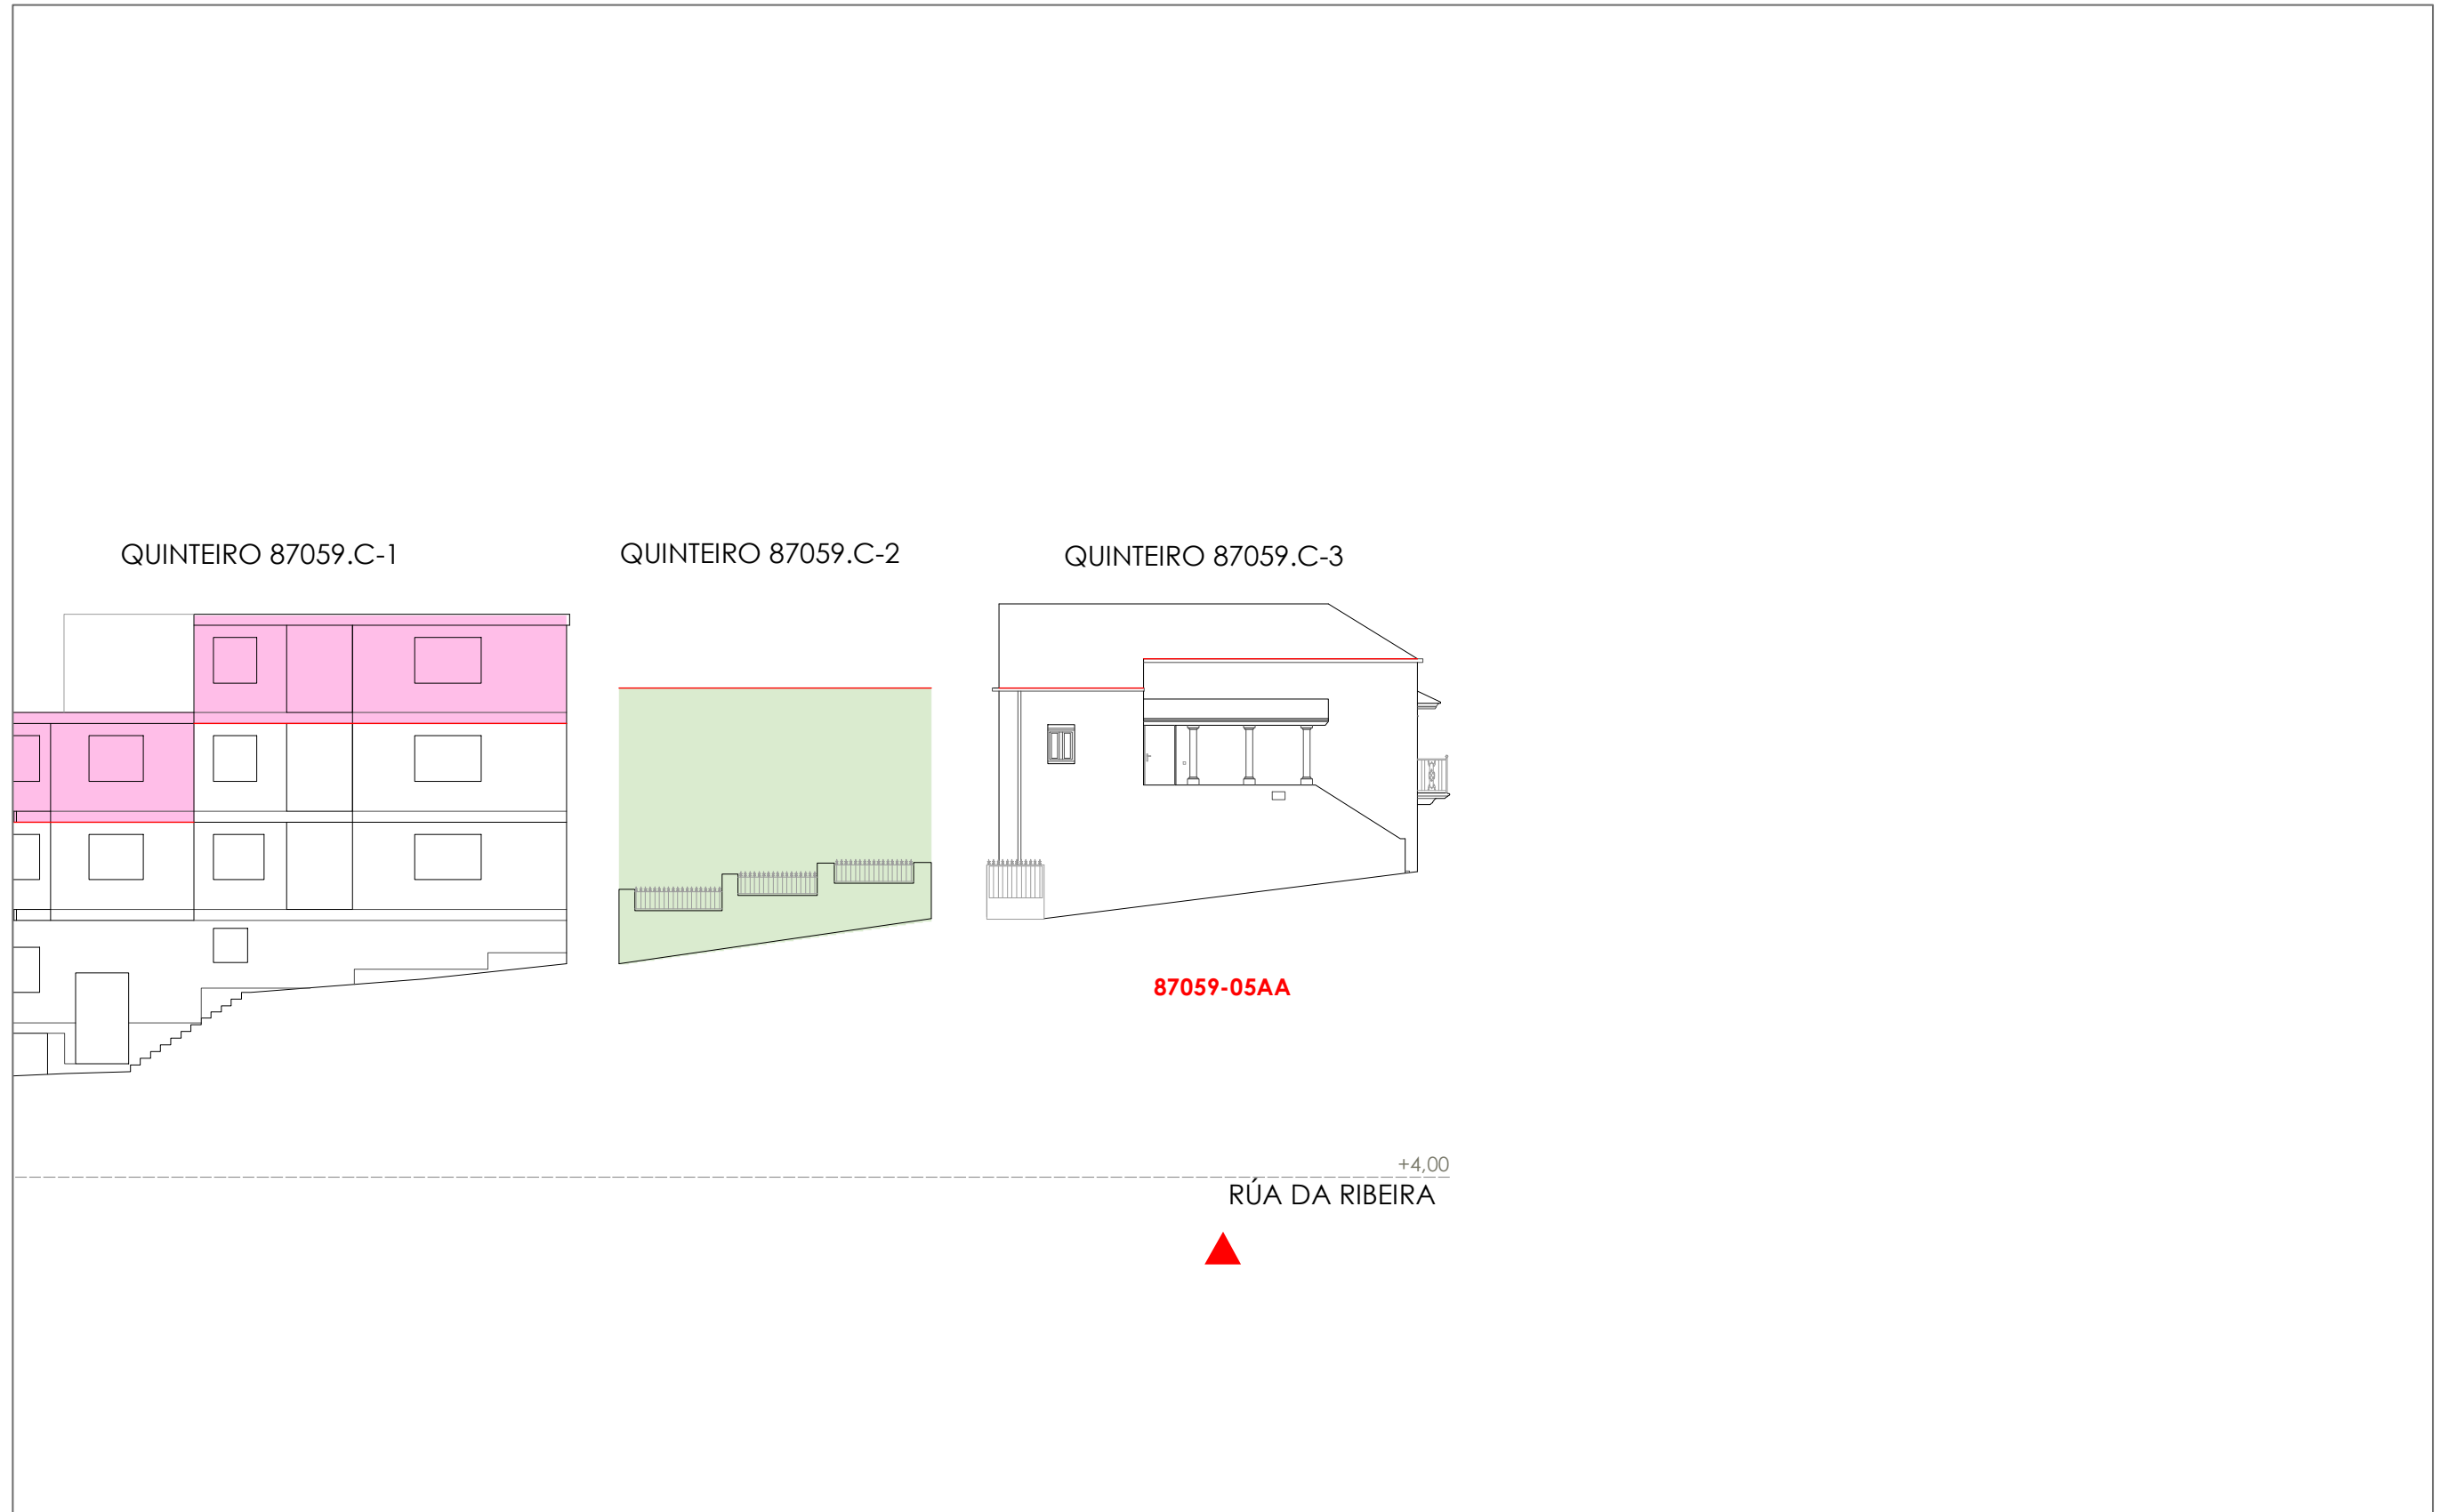 QUINTEIRO 87059.C-1
QUINTEIRO 87059.C-2
QUINTEIRO 87059.C-3
87059-05AA
+4,00
RÚA DA RIBEIRA